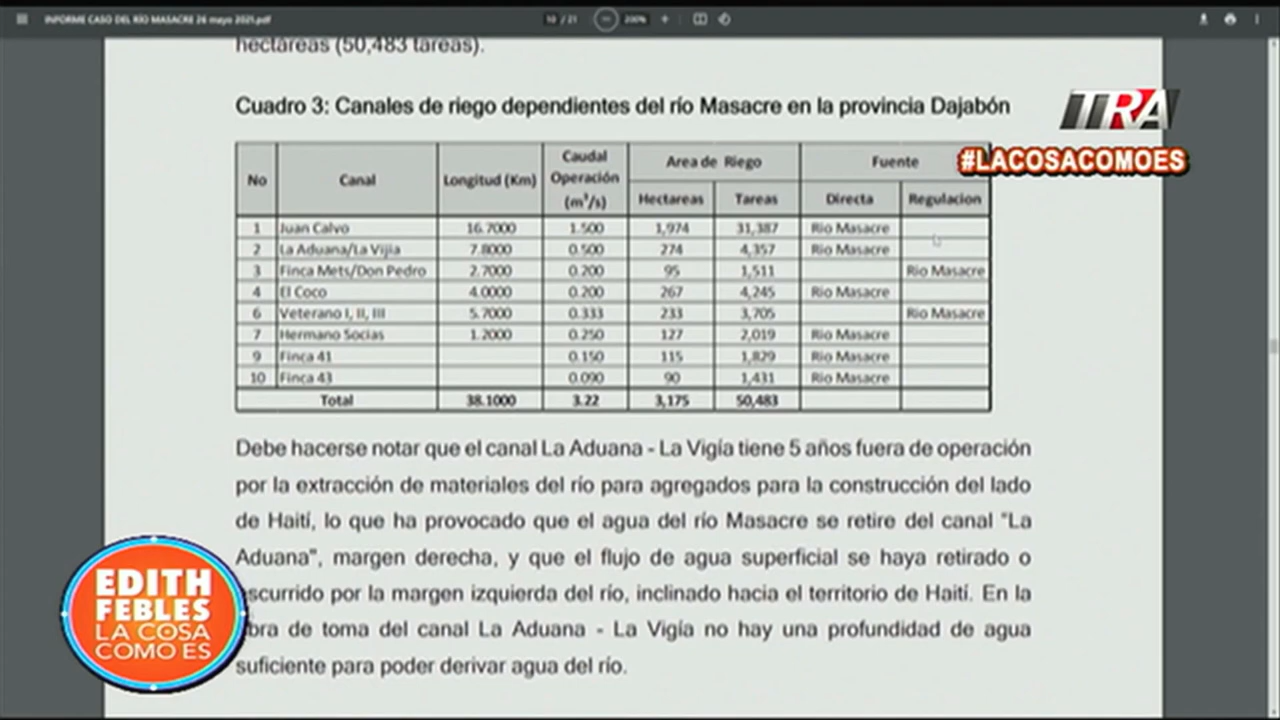 INFORME CASO DEL RÍO MASACRE 26 mayo 2021.pdf
10 / 21
200%
hectáreas (50,483 tareas).
TRA
#LACOSACOMOES
Cuadro 3: Canales de riego dependientes del río Masacre en la provincia Dajabón
No Canal Longitud (Km) Caudal Operación (m³/s) Area de Riego Fuente
Hectareas Tareas Directa Regulacion
1 Juan Calvo 16.7000 1.500 1,974 31,387 Rio Masacre
2 La Aduana/La Vijia 7.8000 0.500 274 4,357 Rio Masacre
3 Finca Mets/Don Pedro 2.7000 0.200 95 1,511 Rio Masacre
4 El Coco 4.0000 0.200 267 4,245 Rio Masacre
6 Veterano I, II, III 5.7000 0.333 233 3,705 Rio Masacre
7 Hermano Socias 1.2000 0.250 127 2,019 Rio Masacre
9 Finca 41 0.150 115 1,829 Rio Masacre
10 Finca 43 0.090 90 1,431 Rio Masacre
Total 38.1000 3.22 3,175 50,483
Debe hacerse notar que el canal La Aduana - La Vigía tiene 5 años fuera de operación
por la extracción de materiales del río para agregados para la construcción del lado
de Haití, lo que ha provocado que el agua del río Masacre se retire del canal "La
Aduana", margen derecha, y que el flujo de agua superficial se haya retirado o
scurrido por la margen izquierda del río, inclinado hacia el territorio de Haití. En la
bra de toma del canal La Aduana - La Vigía no hay una profundidad de agua
suficiente para poder derivar agua del río.
EDITH
FEBLES
LA COSA
COMO ES